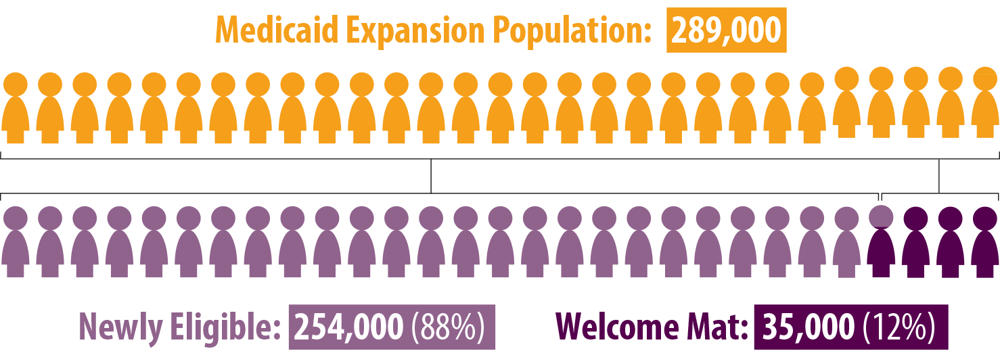 Medicaid Expansion Population: 289,000
Newly Eligible: 254,000 (88%) Welcome Mat: 35,000 (12%)